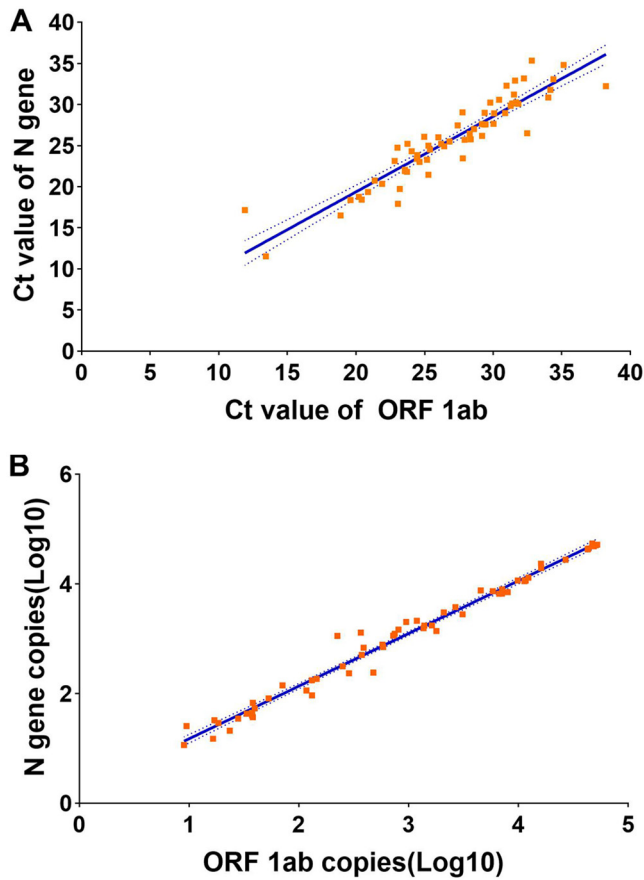 A
40
35
30
25
20
15
10
5
0
Ct value of N gene
0 5 10 15 20 25 30 35 40
Ct value of ORF 1ab
B
6
4
2
0
N gene copies(Log10)
0 1 2 3 4 5
ORF 1ab copies(Log10)